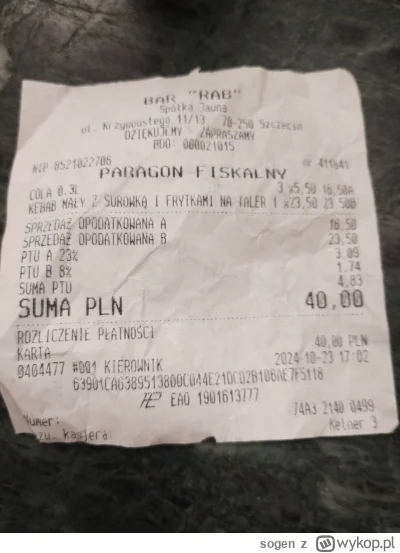 BAR "RAB"
Spółka Jawna
ul. Krzywoustego 11/13 70-250 Szczecin
DZIĘKUJEMY - ZAPRASZAMY
BDO: 000021015
NIP 8521022706 nr 411941
PARAGON FISKALNY
COLA 0.3L 3 x5,50 16,50A
KEBAB MAŁY Z SURÓWKĄ I FRYTKAMI NA TALER 1 x23,50 23,50B
SPRZEDAŻ OPODATKOWANA A 16,50
SPRZEDAŻ OPODATKOWANA B 23,50
PTU A 23% 3,09
PTU B 8% 1,74
SUMA PTU 4,83
SUMA PLN 40,00
ROZLICZENIE PŁATNOŚCI
KARTA 40,00 PLN
0404477 #001 KIEROWNIK 2024-10-23 17:02
63901CA6389513800C044E21DCD2B106AE7F5118
EAO 1901613777
74A3 2140 0499
Numer: Kelner 3
kasjera:
sogen z wykop.pl